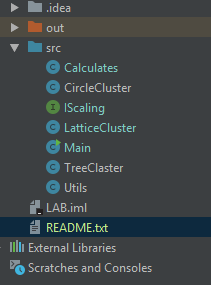 .idea
out
src
Calculates
CircleCluster
IScaling
LatticeCluster
Main
TreeClaster
Utils
LAB.iml
README.txt
External Libraries
Scratches and Consoles